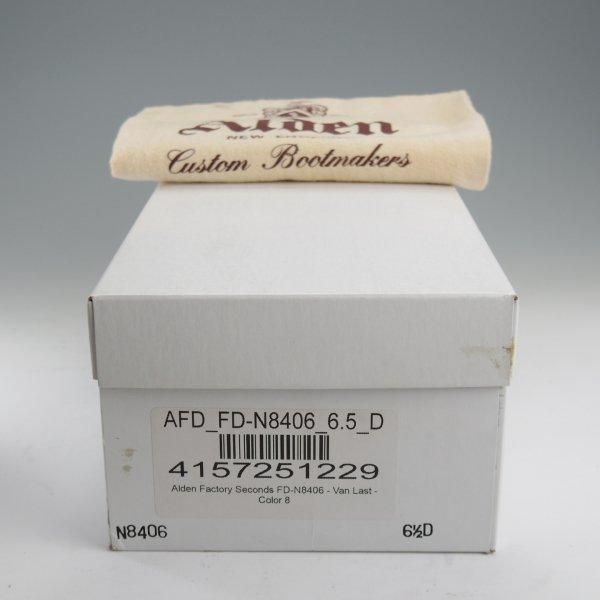 Alden
NEW
Custom Bootmakers
AFD_FD-N8406_6.5_D
4157251229
Alden Factory Seconds FD-N8406 - Van Last -
Color 8
N8406
6½D